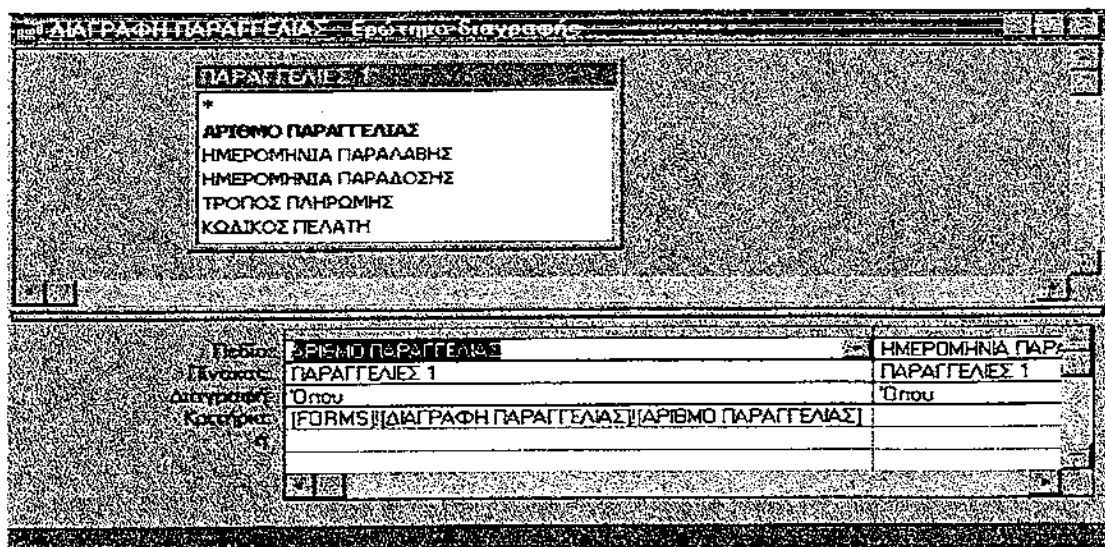 ΔΙΑΓΡΑΦΗ ΠΑΡΑΓΓΕΛΙΑΣ : Ερώτημα διαγραφής
ΠΑΡΑΓΓΕΛΙΕΣ 1
*
ΑΡΙΘΜΟ ΠΑΡΑΓΓΕΛΙΑΣ
ΗΜΕΡΟΜΗΝΙΑ ΠΑΡΑΛΑΒΗΣ
ΗΜΕΡΟΜΗΝΙΑ ΠΑΡΑΔΟΣΗΣ
ΤΡΟΠΟΣ ΠΛΗΡΩΜΗΣ
ΚΩΔΙΚΟΣ ΠΕΛΑΤΗ
Πεδίο: ΑΡΙΘΜΟ ΠΑΡΑΓΓΕΛΙΑΣ ΗΜΕΡΟΜΗΝΙΑ ΠΑΡΑ
Πίνακας: ΠΑΡΑΓΓΕΛΙΕΣ 1 ΠΑΡΑΓΓΕΛΙΕΣ 1
Διαγραφή: Όπου Όπου
Κριτήρια: [FORMS]![ΔΙΑΓΡΑΦΗ ΠΑΡΑΓΓΕΛΙΑΣ]![ΑΡΙΘΜΟ ΠΑΡΑΓΓΕΛΙΑΣ]
ή: